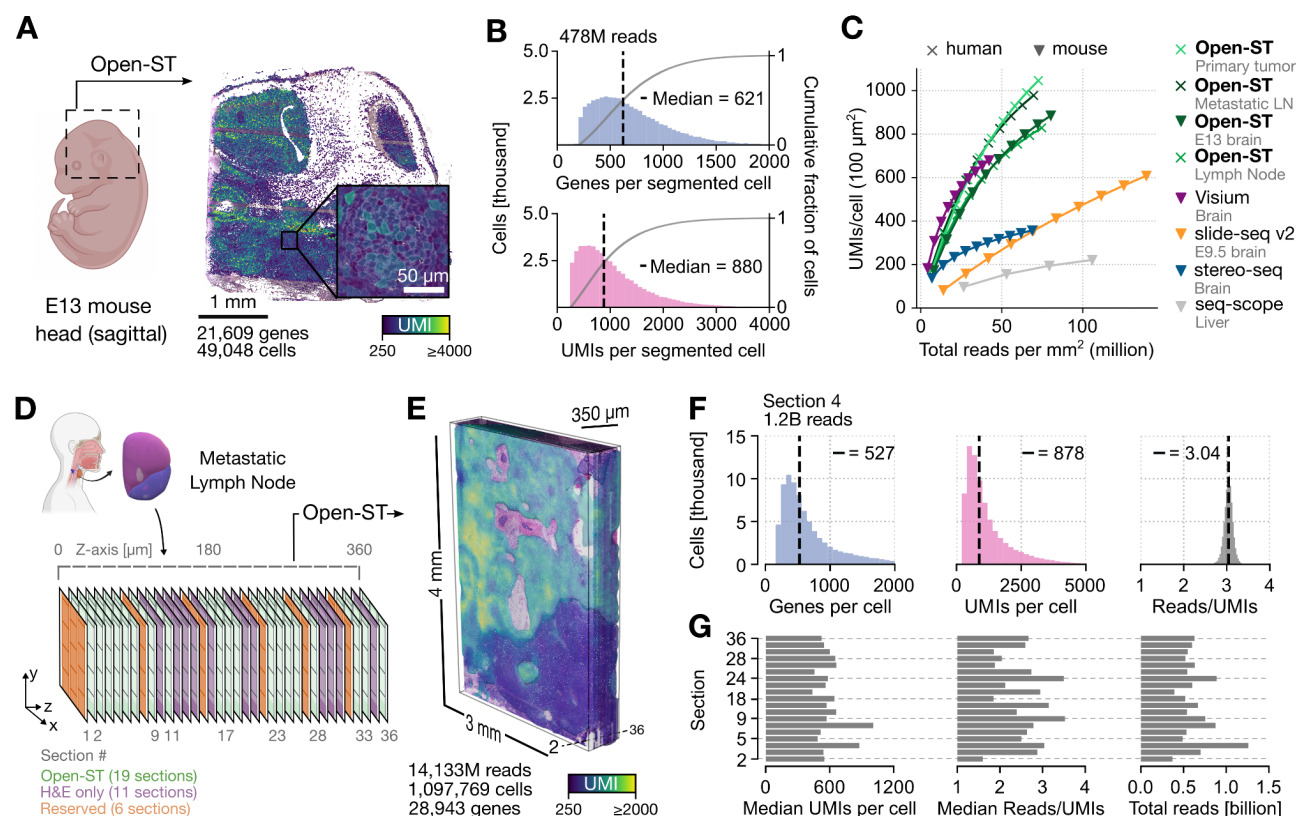 A
Open-ST
E13 mouse
head (sagittal)
50 µm
1 mm
21,609 genes
49,048 cells
UMI
250
≥4000
B
478M reads
5.0
2.5
Median = 621
1
0
0
500
1000
1500
2000
Genes per segmented cell
Cells [thousand]
Cumulative fraction of cells
5.0
2.5
Median = 880
1
0
0
1000
2000
3000
4000
UMIs per segmented cell
C
human
mouse
1000
800
600
400
200
0
UMIs/cell (100 µm²)
0
50
100
Total reads per mm² (million)
Open-ST
Primary tumor
Open-ST
Metastatic LN
Open-ST
E13 brain
Open-ST
Lymph Node
Visium
Brain
slide-seq v2
E9.5 brain
stereo-seq
Brain
seq-scope
Liver
D
Metastatic
Lymph Node
Open-ST
0
Z-axis [µm]
180
360
y
z
x
1 2
9 11
17
23
28
33 36
Section #
Open-ST (19 sections)
H&E only (11 sections)
Reserved (6 sections)
E
350 µm
4 mm
3 mm
2
36
14,133M reads
1,097,769 cells
28,943 genes
UMI
250
≥2000
F
Section 4
1.2B reads
15
10
5
0
Cells [thousand]
= 527
0
1000
2000
Genes per cell
= 878
0
2500
5000
UMIs per cell
= 3.04
1
2
3
4
Reads/UMIs
G
36
28
24
18
9
5
2
Section
0
600
1200
Median UMIs per cell
1
2
3
4
Median Reads/UMIs
0.0
0.5
1.0
1.5
Total reads [billion]